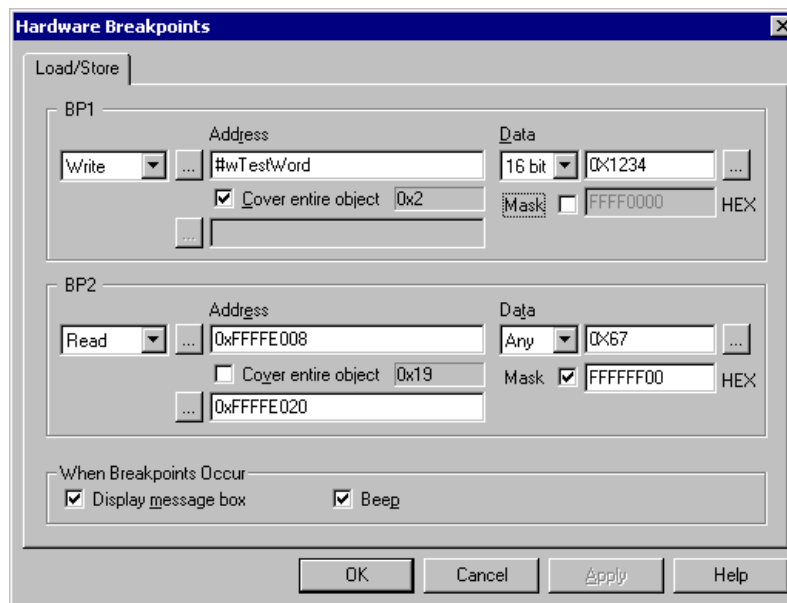 Hardware Breakpoints
Load/Store
BP1
Address Data
Write ... #wTestWord 16 bit 0X1234 ...
Cover entire object 0x2 Mask FFFF0000 HEX
...
BP2
Address Data
Read ... 0xFFFFE008 Any 0X67 ...
Cover entire object 0x19 Mask FFFFFF00 HEX
... 0xFFFFE020
When Breakpoints Occur
Display message box Beep
OK Cancel Apply Help